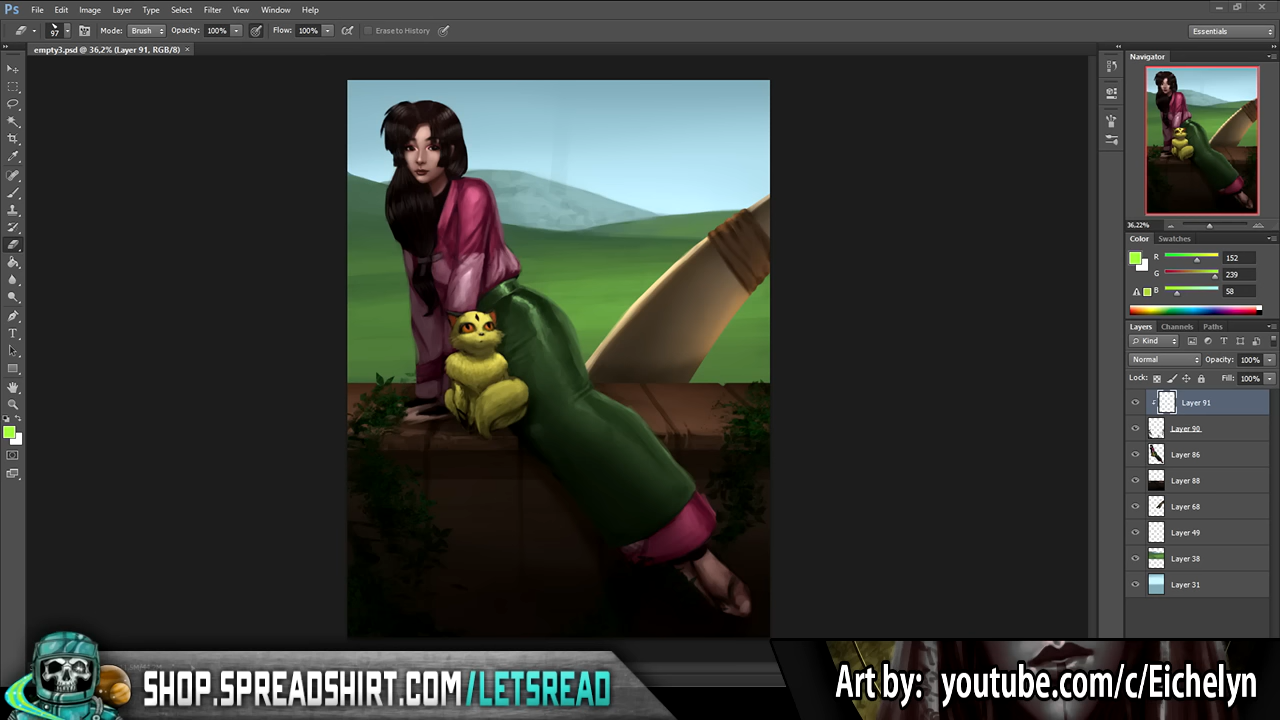 Ps File Edit Image Layer Type Select Filter View Window Help
97 Mode: Brush Opacity: 100% Flow: 100% Erase to History Essentials
empty3.psd @ 36,2% (Layer 91, RGB/8) ×
Navigator
36.22%
Color Swatches
R 152
G 239
B 58
Layers Channels Paths
Kind
Normal Opacity: 100%
Lock: Fill: 100%
Layer 91
Layer 90
Layer 86
Layer 88
Layer 68
Layer 49
Layer 38
Layer 31
SHOP.SPREADSHIRT.COM/LETSREAD
Art by: youtube.com/c/Eichelyn